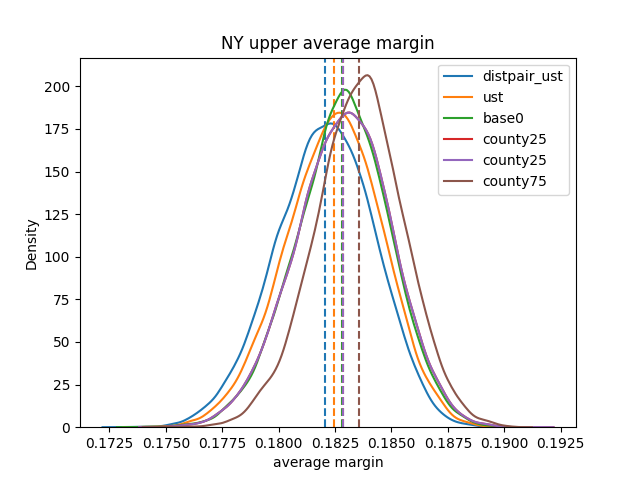 NY upper average margin
distpair_ust
ust
base0
county25
county25
county75
Density
200
175
150
125
100
75
50
25
0
0.1725 0.1750 0.1775 0.1800 0.1825 0.1850 0.1875 0.1900 0.1925
average margin